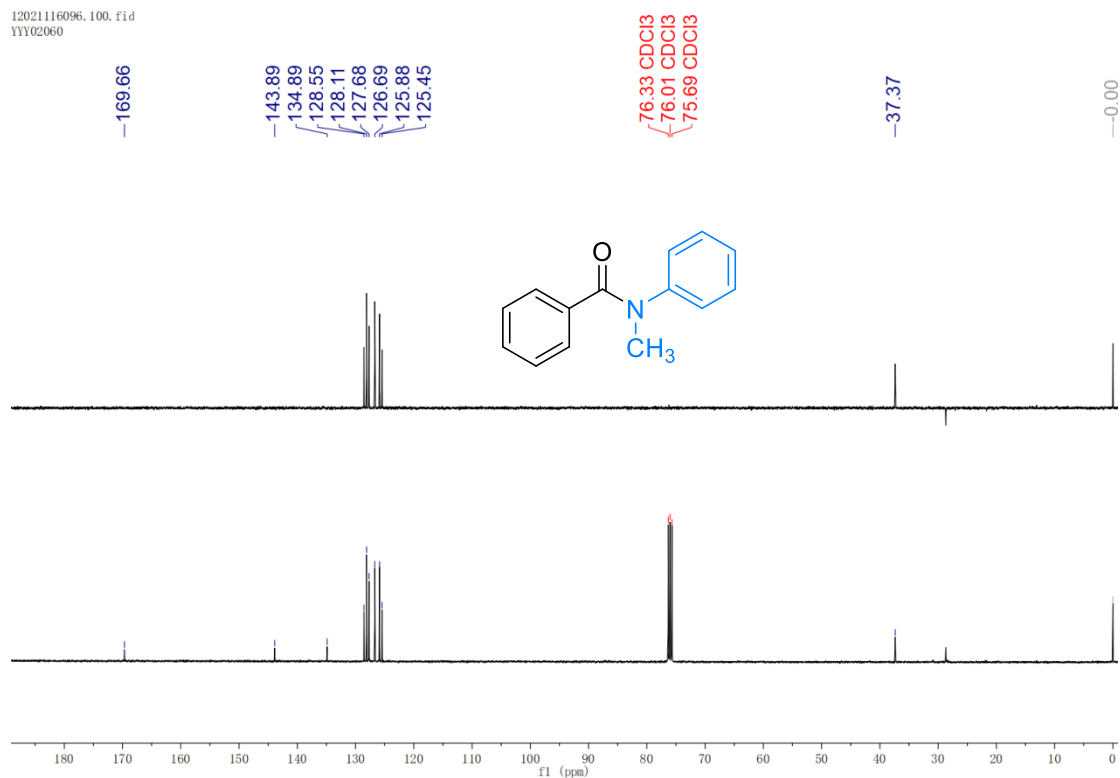 12021116096.100.fid
YYY02060
169.66
143.89
134.89
128.55
128.11
127.68
126.69
125.88
125.45
76.33 CDCl3
76.01 CDCl3
75.69 CDCl3
37.37
-0.00
O
N
CH3
180 170 160 150 140 130 120 110 100 90 80 70 60 50 40 30 20 10 0
f1 (ppm)